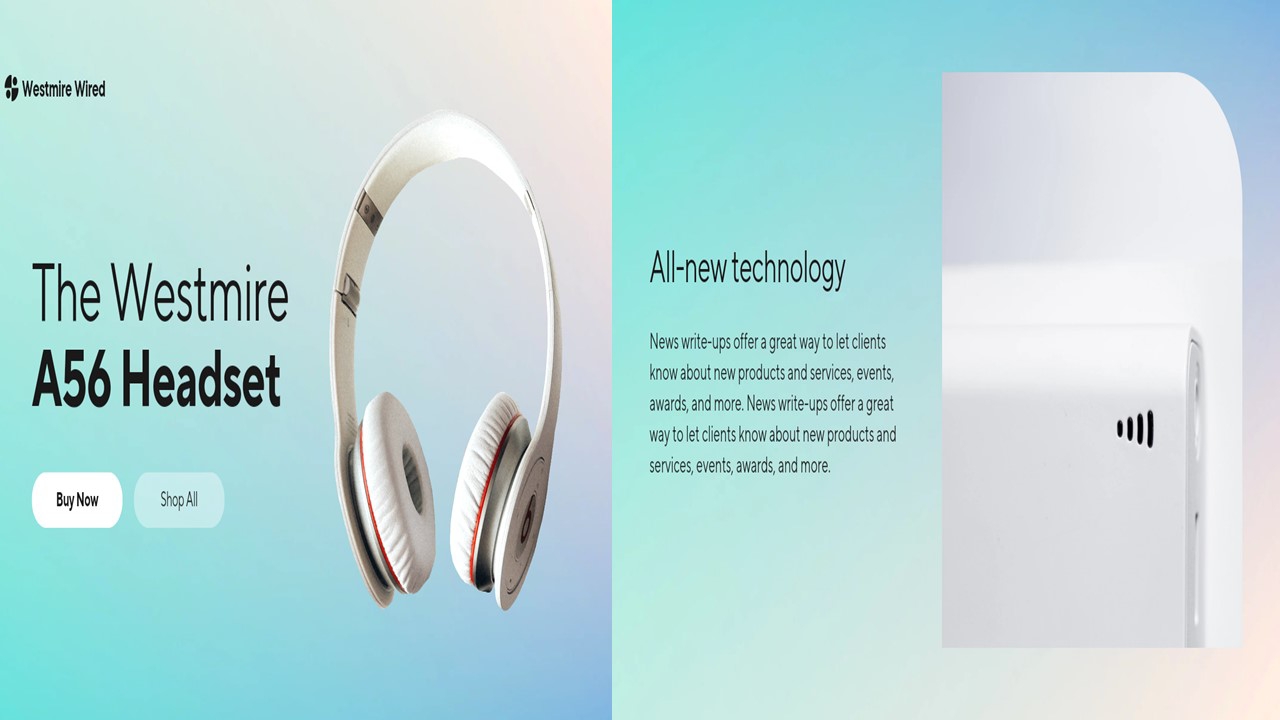 Westmire Wired
The Westmire
A56 Headset
Buy Now
Shop All
All-new technology
News write-ups offer a great way to let clients
know about new products and services, events,
awards, and more. News write-ups offer a great
way to let clients know about new products and
services, events, awards, and more.